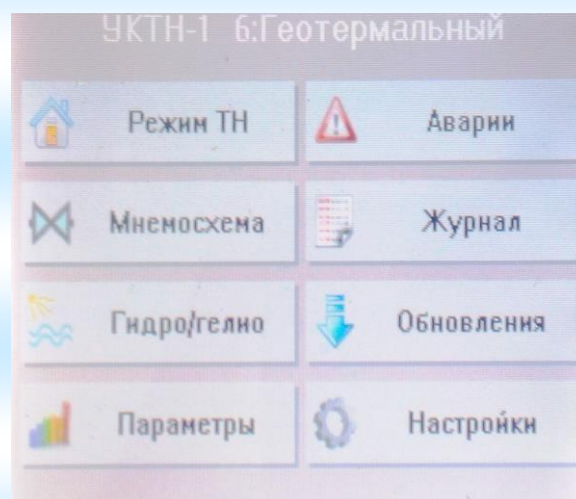 УКТН-1 6:Геотермальный
Режим ТН
Аварии
Мнемосхема
Журнал
Гидро/гелио
Обновления
Параметры
Настройки